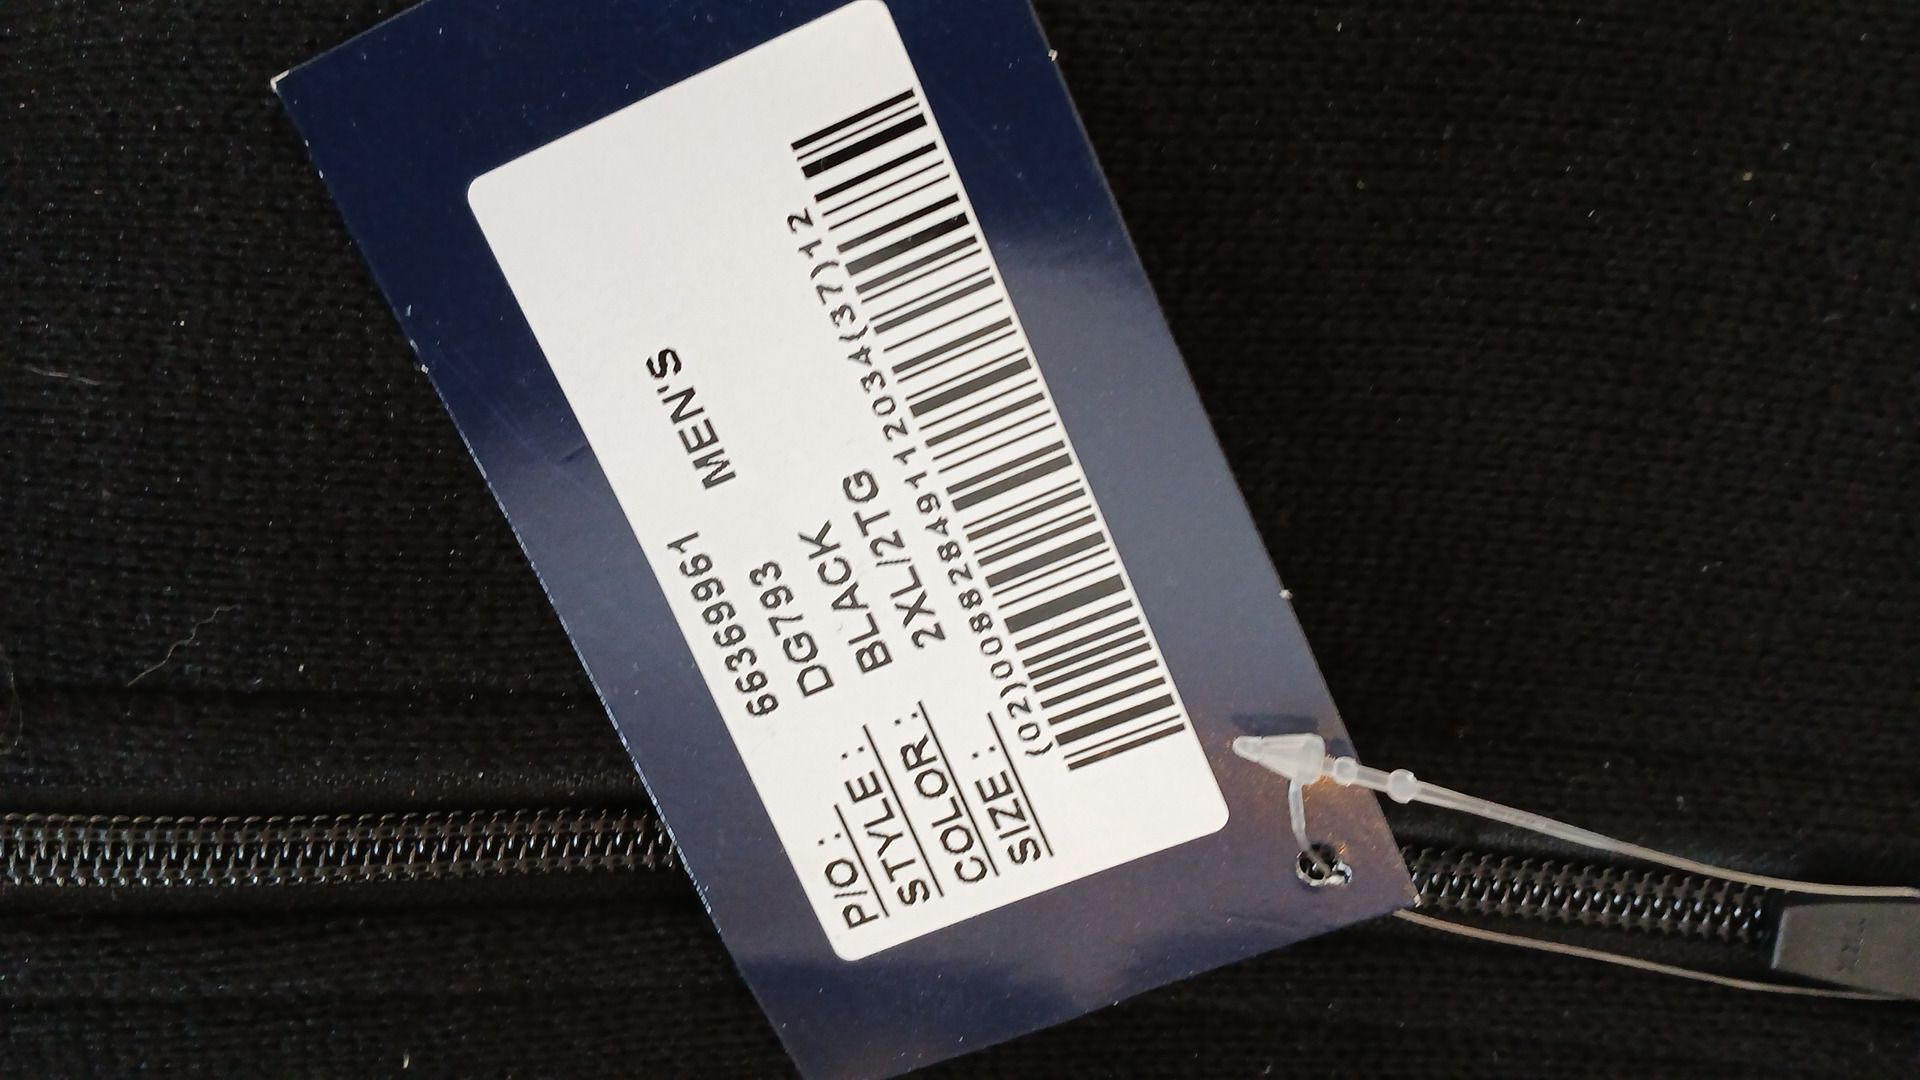 P/O: 66369961 MEN'S
STYLE: DG793
COLOR: BLACK
SIZE: 2XL/2TG
(02)00882849112034(37)12